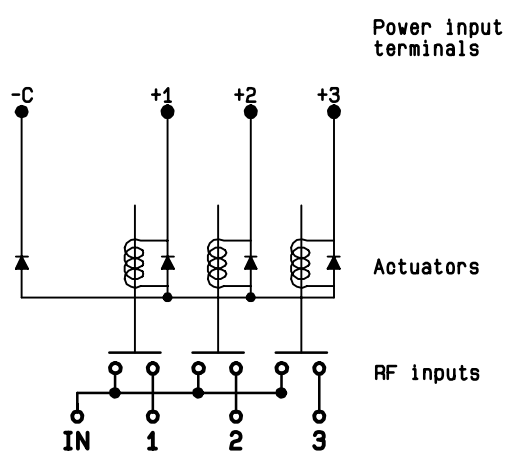 Power input
terminals
-C +1 +2 +3
Actuators
RF inputs
IN 1 2 3